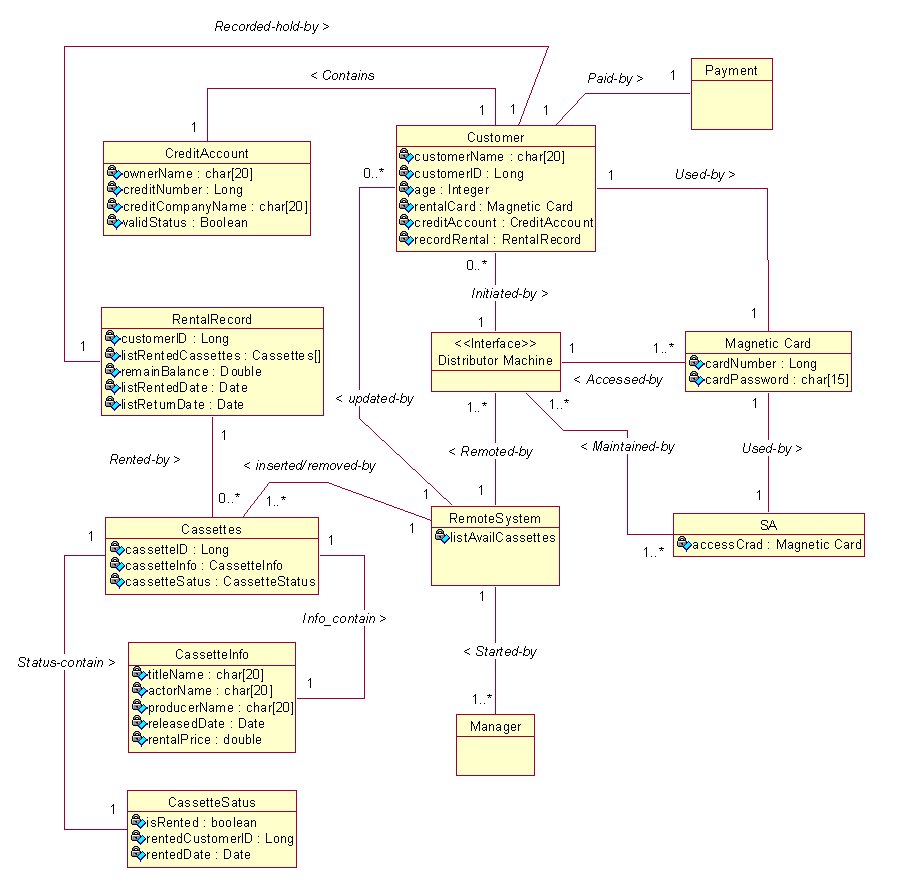 Recorded-hold-by >
< Contains
Paid-by >
1
Payment
1
1
1
1
Customer
customerName : char[20]
customerID : Long
age : Integer
rentalCard : Magnetic Card
creditAccount : CreditAccount
recordRental : RentalRecord
CreditAccount
ownerName : char[20]
creditNumber : Long
creditCompanyName : char[20]
validStatus : Boolean
0..*
1
Used-by >
0..*
Initiated-by >
1
1
RentalRecord
customerID : Long
listRentedCassettes : Cassettes[]
remainBalance : Double
listRentedDate : Date
listReturnDate : Date
1
<<Interface>>
Distributor Machine
1
1..*
< Accessed-by
Magnetic Card
cardNumber : Long
cardPassword : char[15]
< updated-by
1..*
1..*
1
1
Rented-by >
< inserted/removed-by
< Remoted-by
< Maintained-by
Used-by >
0..*
1..*
1
1
1
1
Cassettes
cassetteID : Long
cassetteInfo : CassetteInfo
cassetteSatus : CassetteStatus
1
1
RemoteSystem
listAvailCassettes
SA
accessCrad : Magnetic Card
1..*
1
Info_contain >
< Started-by
Status-contain >
CassetteInfo
titleName : char[20]
actorName : char[20]
producerName : char[20]
releasedDate : Date
rentalPrice : double
1
1..*
Manager
1
CassetteSatus
isRented : boolean
rentedCustomerID : Long
rentedDate : Date